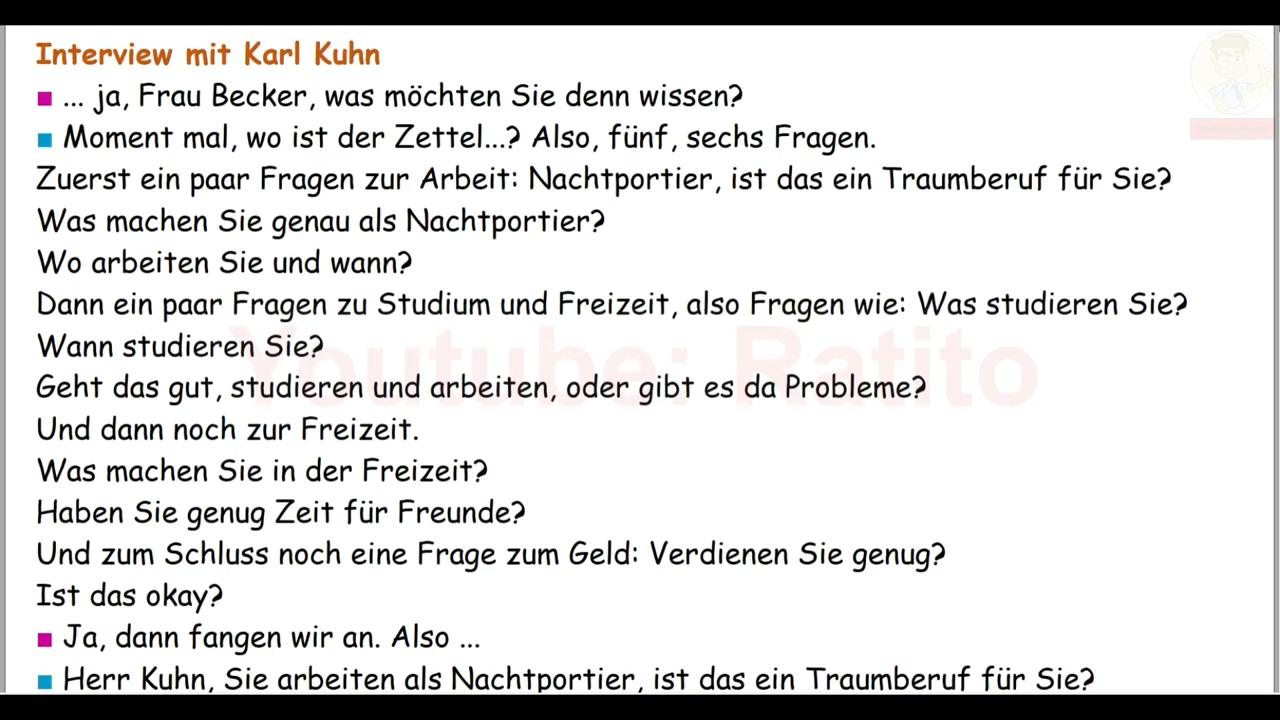 Interview mit Karl Kuhn
... ja, Frau Becker, was möchten Sie denn wissen?
Moment mal, wo ist der Zettel...? Also, fünf, sechs Fragen.
Zuerst ein paar Fragen zur Arbeit: Nachtportier, ist das ein Traumberuf für Sie?
Was machen Sie genau als Nachtportier?
Wo arbeiten Sie und wann?
Dann ein paar Fragen zu Studium und Freizeit, also Fragen wie: Was studieren Sie?
Wann studieren Sie?
Youtube: Ratito
Geht das gut, studieren und arbeiten, oder gibt es da Probleme?
Und dann noch zur Freizeit.
Was machen Sie in der Freizeit?
Haben Sie genug Zeit für Freunde?
Und zum Schluss noch eine Frage zum Geld: Verdienen Sie genug?
Ist das okay?
Ja, dann fangen wir an. Also ...
Herr Kuhn, Sie arbeiten als Nachtportier, ist das ein Traumberuf für Sie?